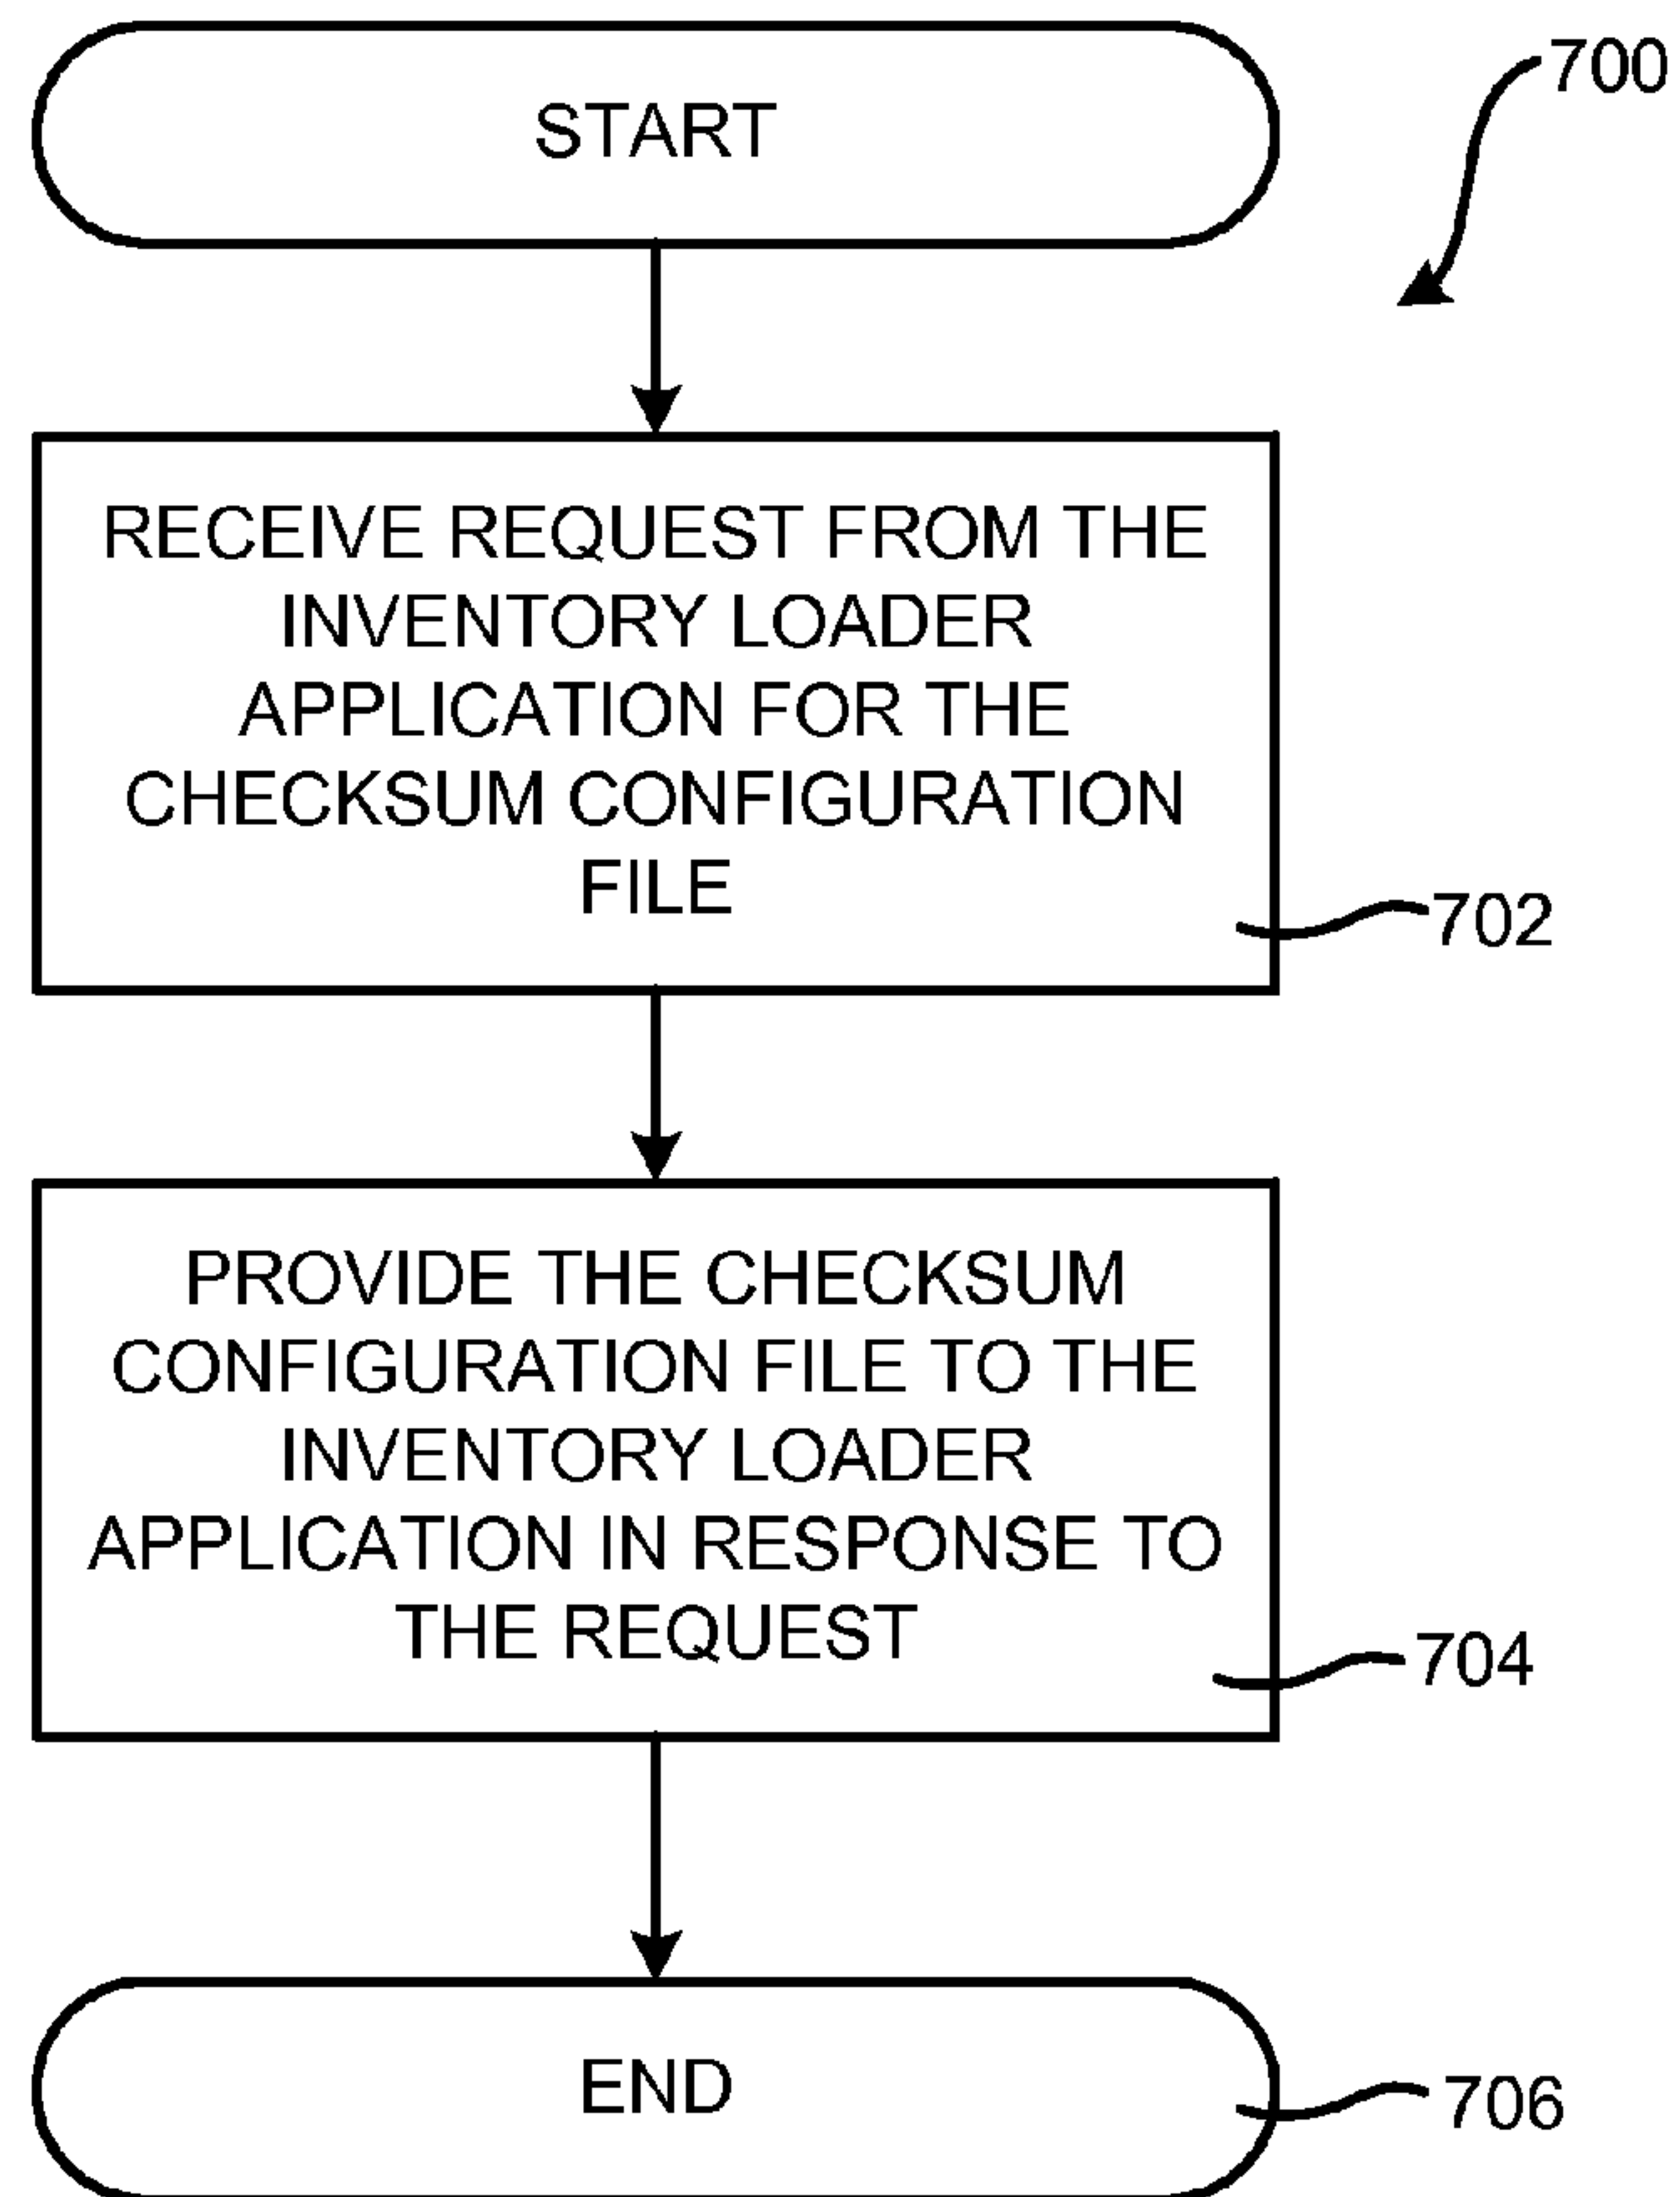 START
700
RECEIVE REQUEST FROM THE
INVENTORY LOADER
APPLICATION FOR THE
CHECKSUM CONFIGURATION
FILE
702
PROVIDE THE CHECKSUM
CONFIGURATION FILE TO THE
INVENTORY LOADER
APPLICATION IN RESPONSE TO
THE REQUEST
704
END
706